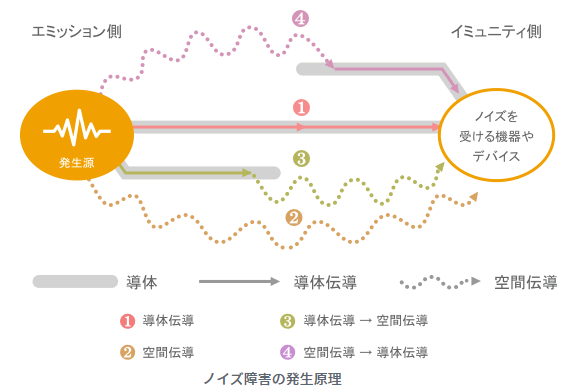 エミッション側
イミュニティ側
4
1
発生源
ノイズを
受ける機器や
デバイス
3
2
導体
導体伝導
空間伝導
1 導体伝導
3 導体伝導 → 空間伝導
2 空間伝導
4 空間伝導 → 導体伝導
ノイズ障害の発生原理